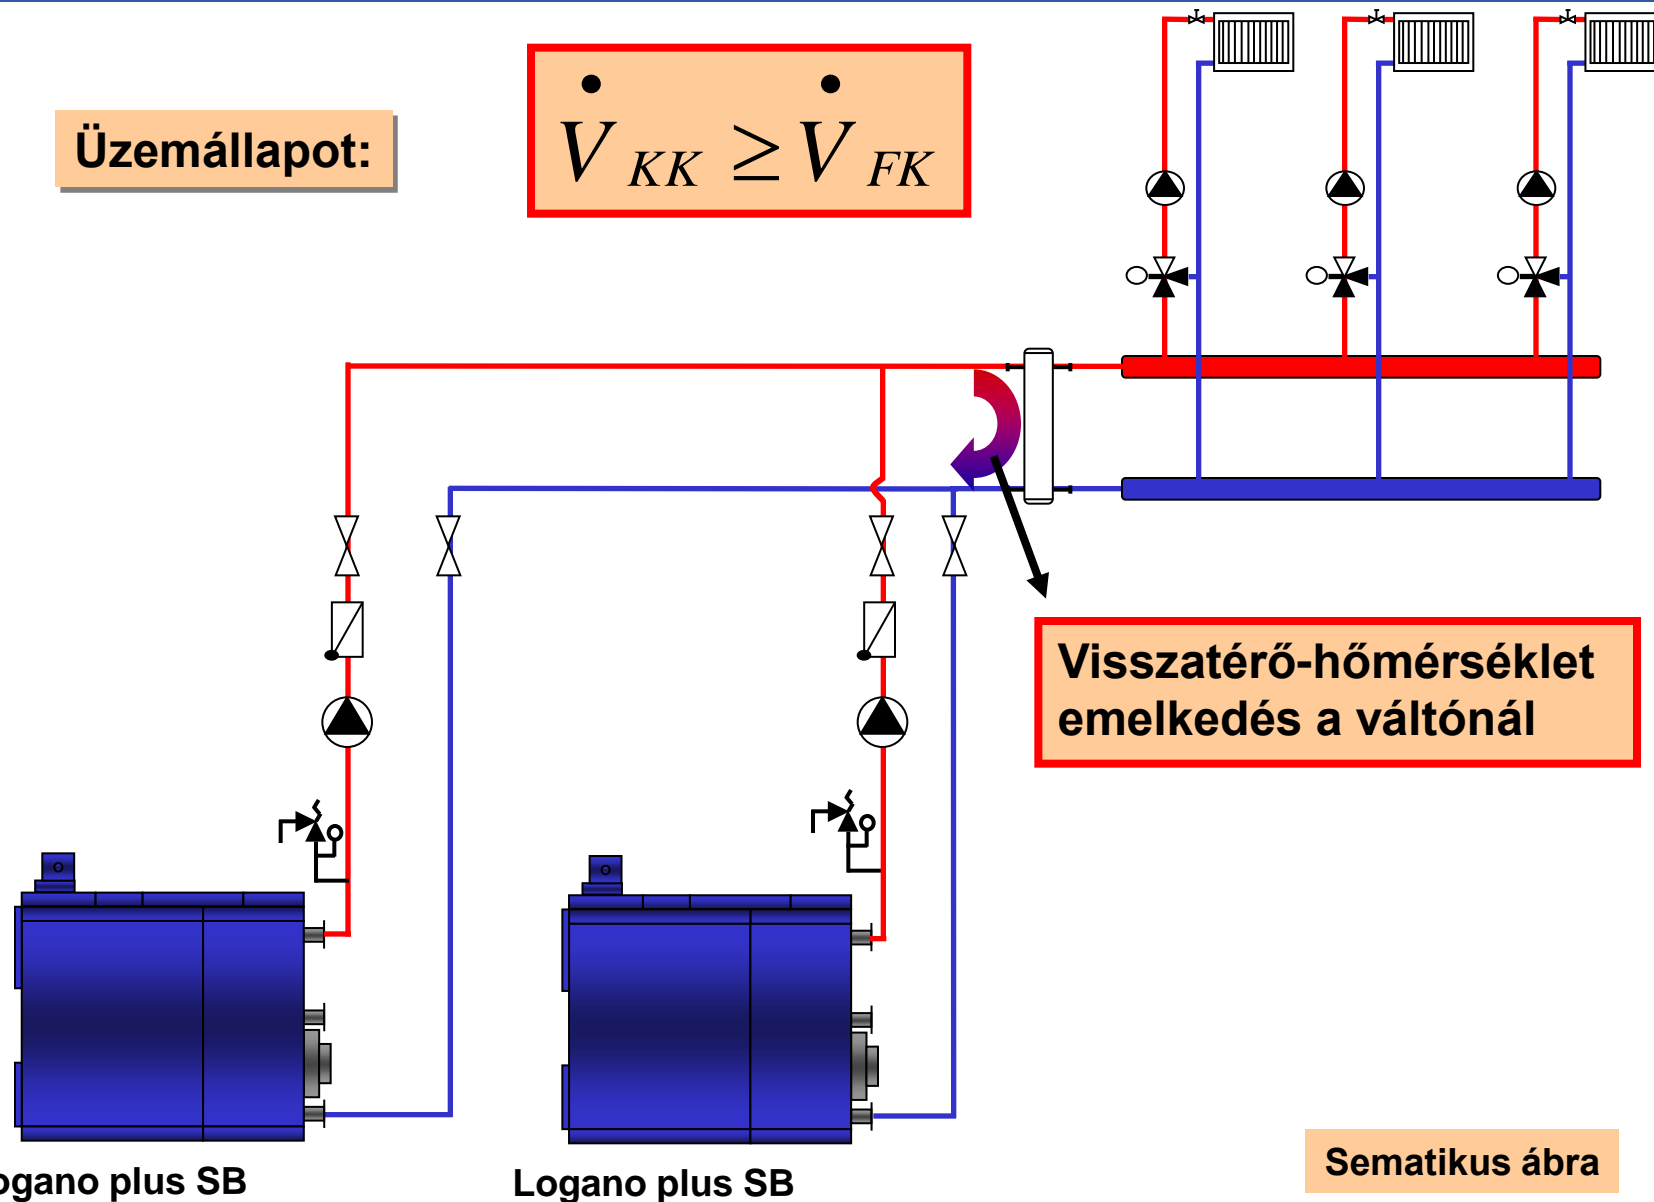 Üzemállapot:
V̇ KK ≥ V̇ FK
Visszatérő-hőmérséklet
emelkedés a váltónál
ogano plus SB
Logano plus SB
Sematikus ábra